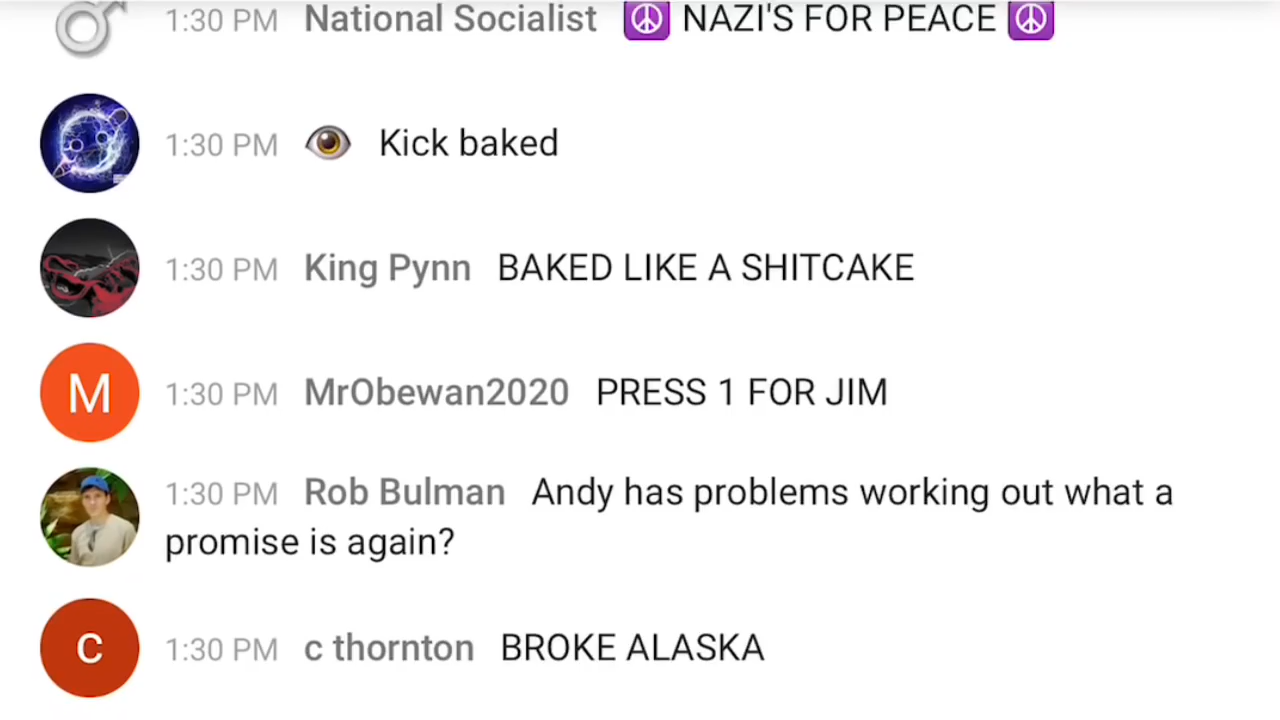 1:30 PM National Socialist ☮ NAZI'S FOR PEACE ☮
1:30 PM 👁 Kick baked
1:30 PM King Pynn BAKED LIKE A SHITCAKE
M 1:30 PM MrObewan2020 PRESS 1 FOR JIM
1:30 PM Rob Bulman Andy has problems working out what a
promise is again?
C 1:30 PM c thornton BROKE ALASKA